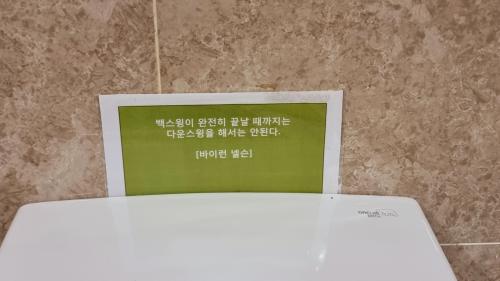 백스윙이 완전히 끝날 때까지는
다운스윙을 해서는 안된다.
[바이런 넬슨]